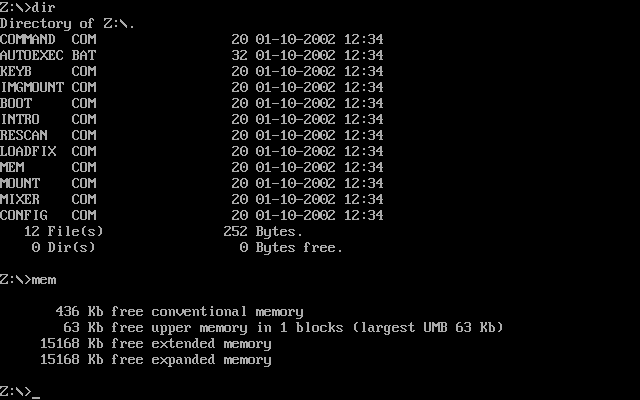 Z:\>dir
Directory of Z:\.
COMMAND  COM                 20 01-10-2002 12:34
AUTOEXEC BAT                 32 01-10-2002 12:34
KEYB     COM                 20 01-10-2002 12:34
IMGMOUNT COM                 20 01-10-2002 12:34
BOOT     COM                 20 01-10-2002 12:34
INTRO    COM                 20 01-10-2002 12:34
RESCAN   COM                 20 01-10-2002 12:34
LOADFIX  COM                 20 01-10-2002 12:34
MEM      COM                 20 01-10-2002 12:34
MOUNT    COM                 20 01-10-2002 12:34
MIXER    COM                 20 01-10-2002 12:34
CONFIG   COM                 20 01-10-2002 12:34
   12 File(s)               252 Bytes.
    0 Dir(s)                  0 Bytes free.
Z:\>mem
       436 Kb free conventional memory
        63 Kb free upper memory in 1 blocks (largest UMB 63 Kb)
     15168 Kb free extended memory
     15168 Kb free expanded memory
Z:\>_